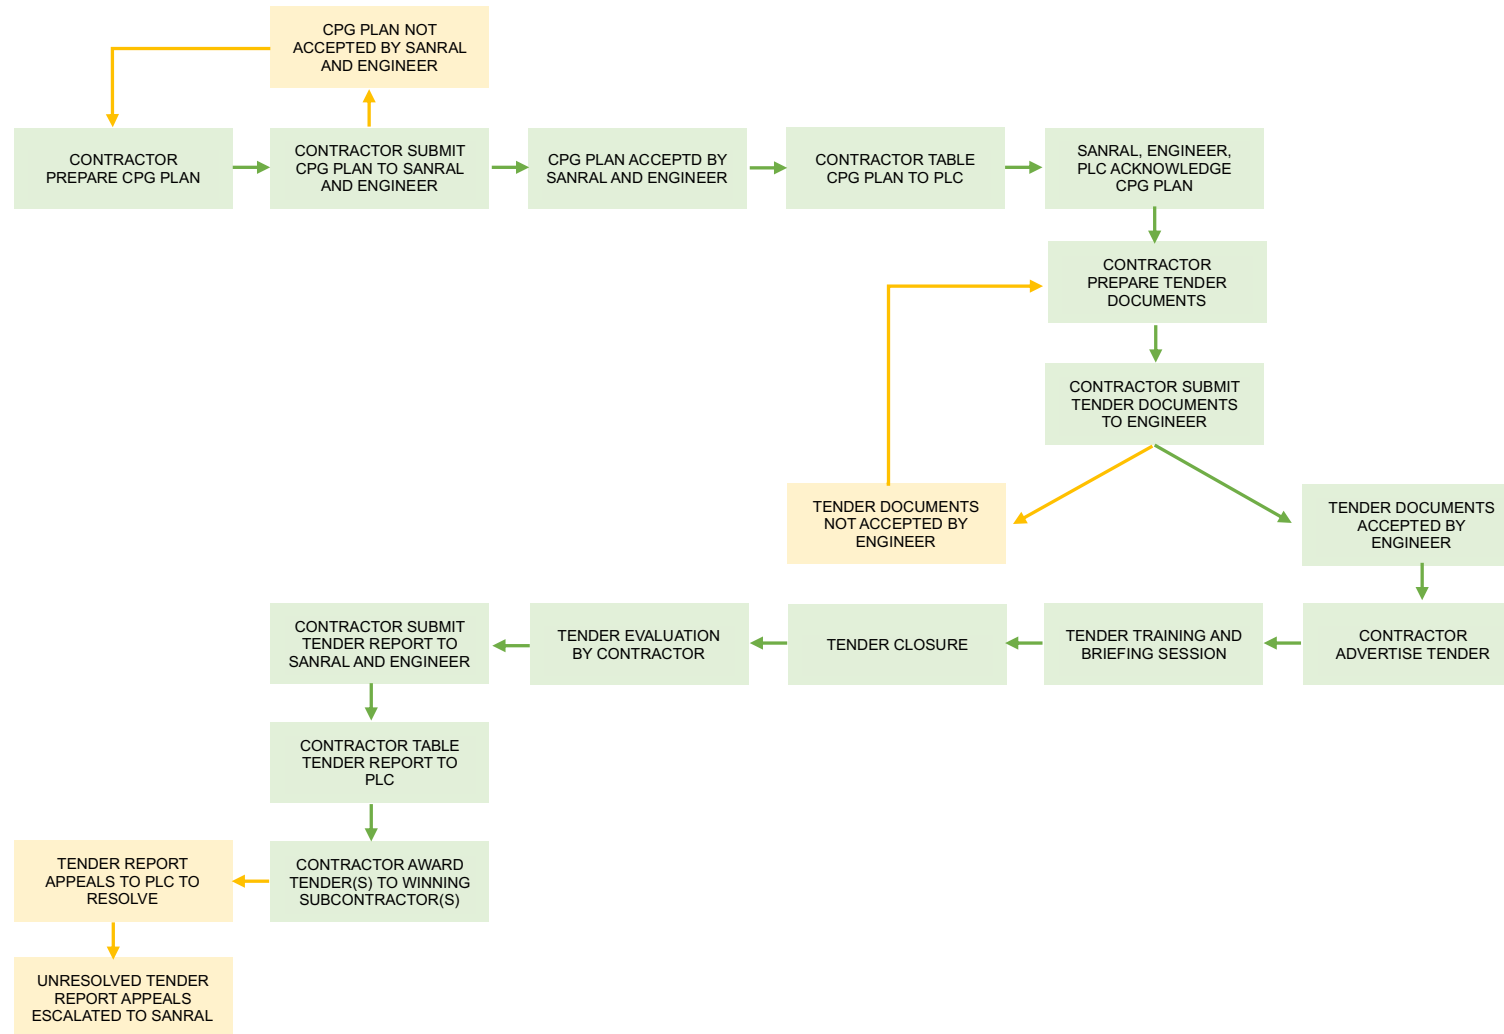 CPG PLAN NOT
ACCEPTED BY SANRAL
AND ENGINEER
CONTRACTOR
PREPARE CPG PLAN
CONTRACTOR SUBMIT
CPG PLAN TO SANRAL
AND ENGINEER
CPG PLAN ACCEPTD BY
SANRAL AND ENGINEER
CONTRACTOR TABLE
CPG PLAN TO PLC
SANRAL, ENGINEER,
PLC ACKNOWLEDGE
CPG PLAN
CONTRACTOR
PREPARE TENDER
DOCUMENTS
CONTRACTOR SUBMIT
TENDER DOCUMENTS
TO ENGINEER
TENDER DOCUMENTS
NOT ACCEPTED BY
ENGINEER
TENDER DOCUMENTS
ACCEPTED BY
ENGINEER
CONTRACTOR
ADVERTISE TENDER
TENDER TRAINING AND
BRIEFING SESSION
TENDER CLOSURE
TENDER EVALUATION
BY CONTRACTOR
CONTRACTOR SUBMIT
TENDER REPORT TO
SANRAL AND ENGINEER
CONTRACTOR TABLE
TENDER REPORT TO
PLC
CONTRACTOR AWARD
TENDER(S) TO WINNING
SUBCONTRACTOR(S)
TENDER REPORT
APPEALS TO PLC TO
RESOLVE
UNRESOLVED TENDER
REPORT APPEALS
ESCALATED TO SANRAL